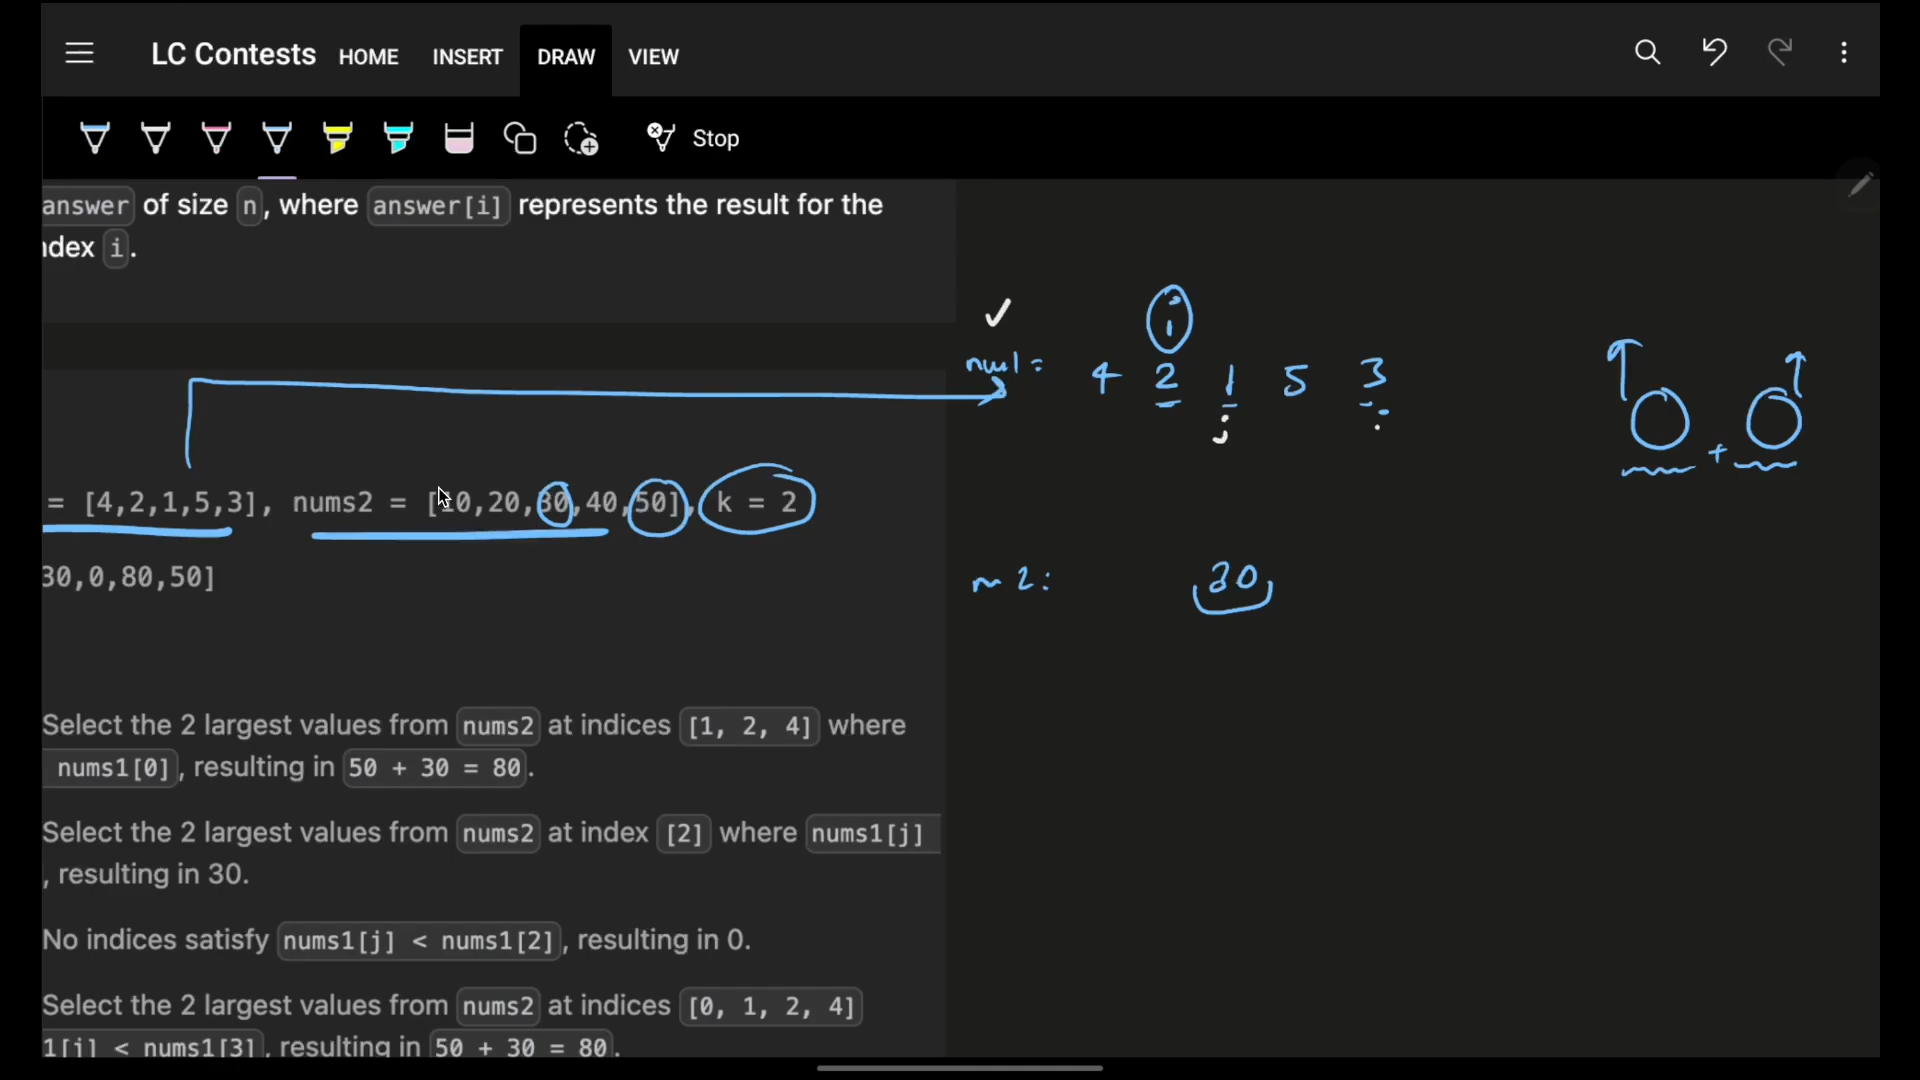 LC Contests HOME INSERT DRAW VIEW
Stop
answer of size n, where answer[i] represents the result for the
ndex i.
i
num1 = 4 2 1 5 3
j
+
= [4,2,1,5,3], nums2 = [10,20,30,40,50], k = 2
30,0,80,50]
n2: 30
Select the 2 largest values from nums2 at indices [1, 2, 4] where
nums1[0], resulting in 50 + 30 = 80.
Select the 2 largest values from nums2 at index [2] where nums1[j]
, resulting in 30.
No indices satisfy nums1[j] < nums1[2], resulting in 0.
Select the 2 largest values from nums2 at indices [0, 1, 2, 4]
1[j] < nums1[3], resulting in 50 + 30 = 80.